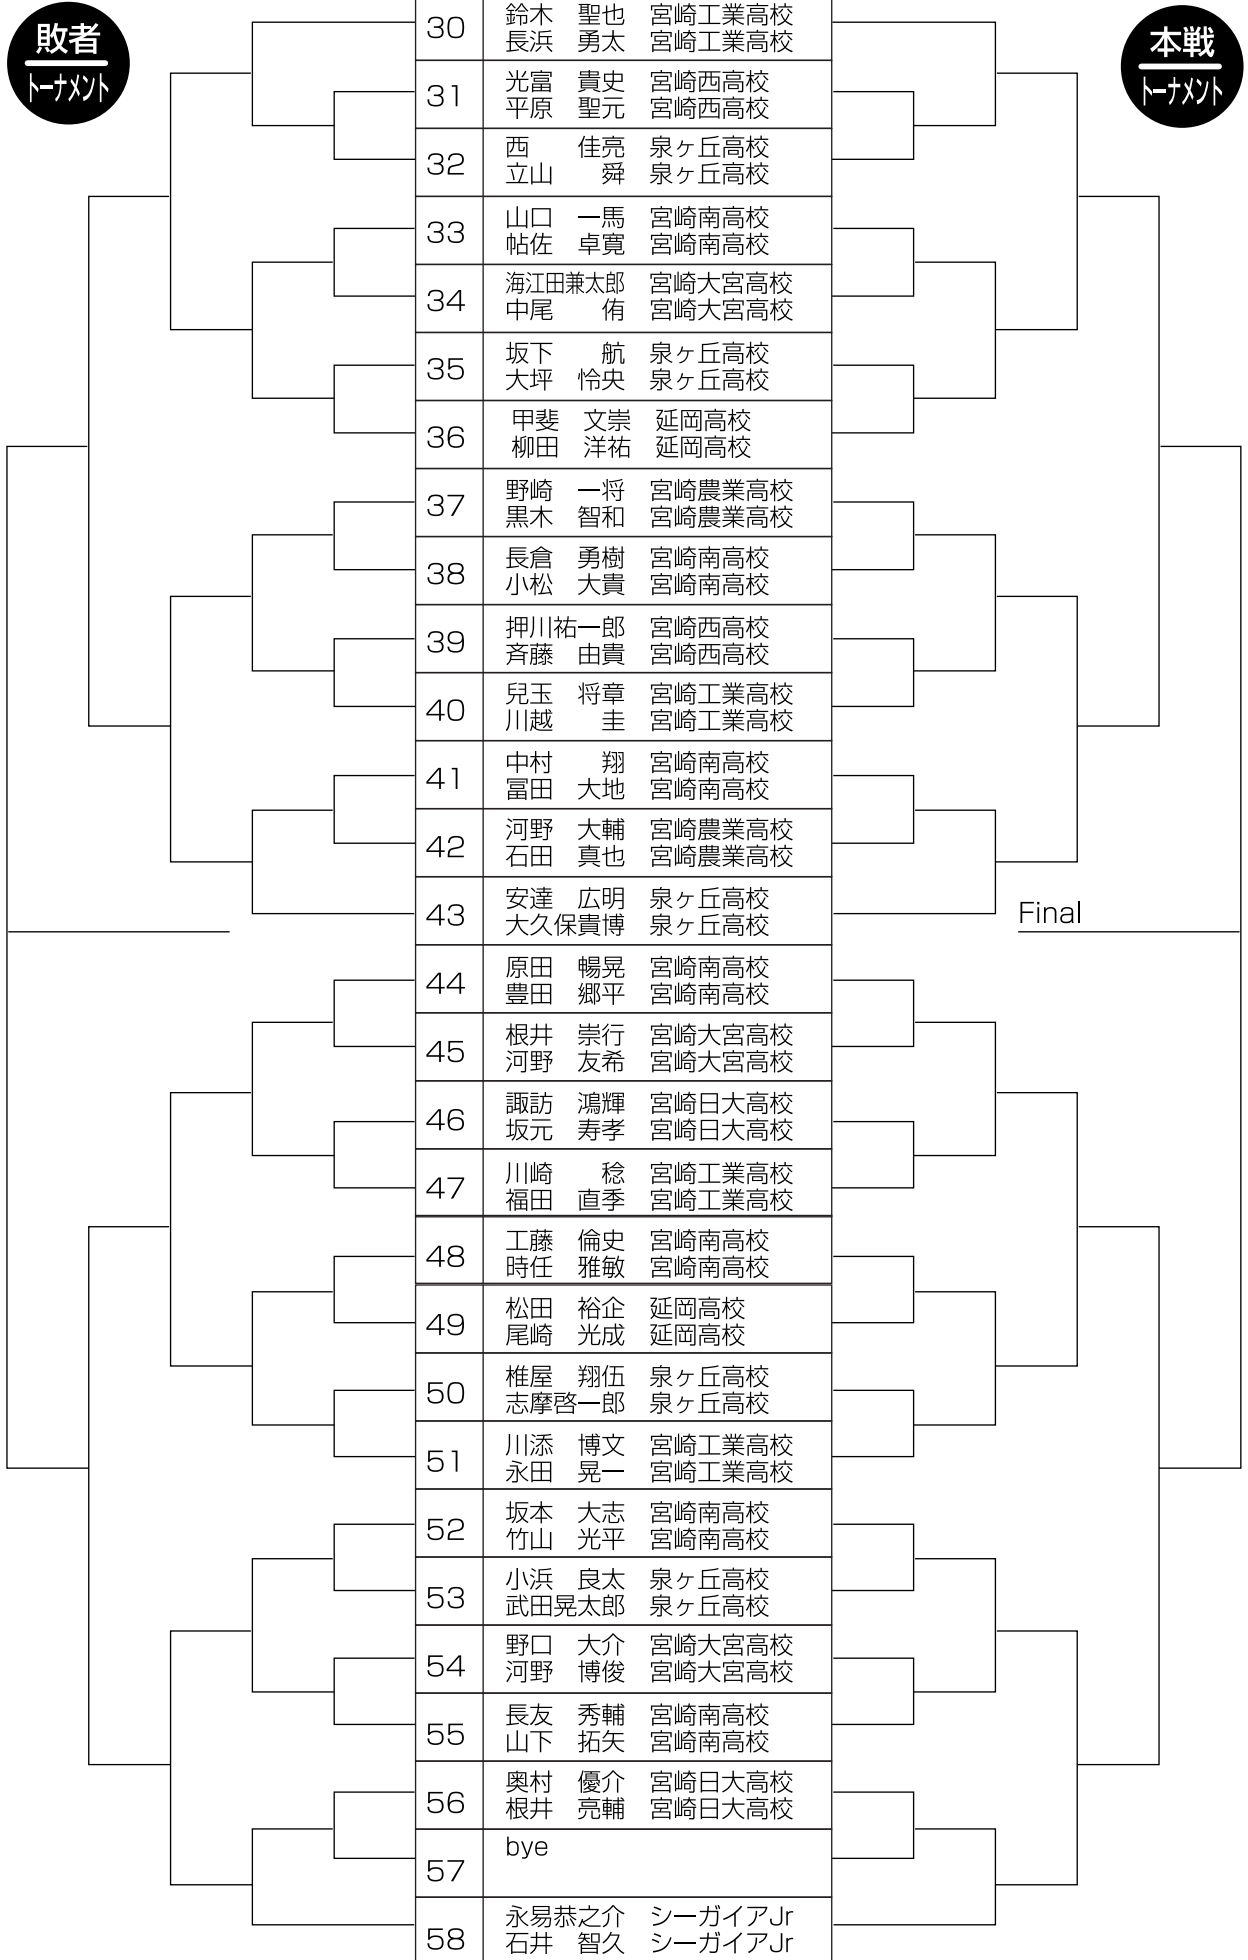 敗者
トーナメント
本戦
トーナメント
30 鈴木 聖也 宮崎工業高校
長浜 勇太 宮崎工業高校
31 光富 貴史 宮崎西高校
平原 聖元 宮崎西高校
32 西 佳亮 泉ヶ丘高校
立山 舜 泉ヶ丘高校
33 山口 一馬 宮崎南高校
帖佐 卓寛 宮崎南高校
34 海江田兼太郎 宮崎大宮高校
中尾 侑 宮崎大宮高校
35 坂下 航 泉ヶ丘高校
大坪 怜央 泉ヶ丘高校
36 甲斐 文崇 延岡高校
柳田 洋祐 延岡高校
37 野崎 一将 宮崎農業高校
黒木 智和 宮崎農業高校
38 長倉 勇樹 宮崎南高校
小松 大貴 宮崎南高校
39 押川祐一郎 宮崎西高校
斉藤 由貴 宮崎西高校
40 兒玉 将章 宮崎工業高校
川越 圭 宮崎工業高校
41 中村 翔 宮崎南高校
冨田 大地 宮崎南高校
42 河野 大輔 宮崎農業高校
石田 真也 宮崎農業高校
43 安達 広明 泉ヶ丘高校
大久保貴博 泉ヶ丘高校
Final
44 原田 暢晃 宮崎南高校
豊田 郷平 宮崎南高校
45 根井 崇行 宮崎大宮高校
河野 友希 宮崎大宮高校
46 諏訪 鴻輝 宮崎日大高校
坂元 寿孝 宮崎日大高校
47 川崎 稔 宮崎工業高校
福田 直季 宮崎工業高校
48 工藤 倫史 宮崎南高校
時任 雅敏 宮崎南高校
49 松田 裕企 延岡高校
尾崎 光成 延岡高校
50 椎屋 翔伍 泉ヶ丘高校
志摩啓一郎 泉ヶ丘高校
51 川添 博文 宮崎工業高校
永田 晃一 宮崎工業高校
52 坂本 大志 宮崎南高校
竹山 光平 宮崎南高校
53 小浜 良太 泉ヶ丘高校
武田晃太郎 泉ヶ丘高校
54 野口 大介 宮崎大宮高校
河野 博俊 宮崎大宮高校
55 長友 秀輔 宮崎南高校
山下 拓矢 宮崎南高校
56 奥村 優介 宮崎日大高校
根井 亮輔 宮崎日大高校
57 bye
58 永易恭之介 シーガイアJr
石井 智久 シーガイアJr